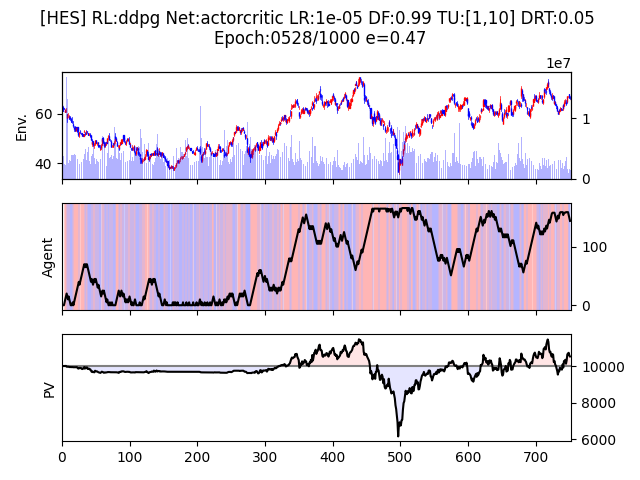 [HES] RL:ddpg Net:actorcritic LR:1e-05 DF:0.99 TU:[1,10] DRT:0.05
Epoch:0528/1000 e=0.47
1e7
Env.
60
40
1
0
Agent
100
0
PV
10000
8000
6000
0 100 200 300 400 500 600 700